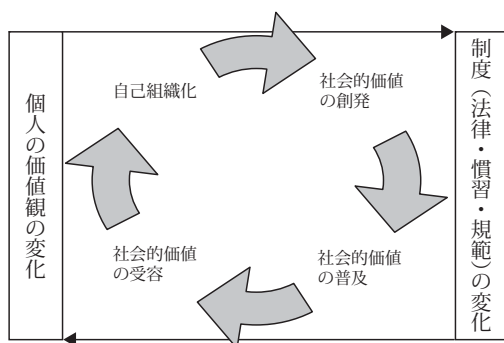 個人の価値観の変化
自己組織化
社会的価値
の創発
社会的価値
の受容
社会的価値
の普及
制度(法律・慣習・規範)の変化